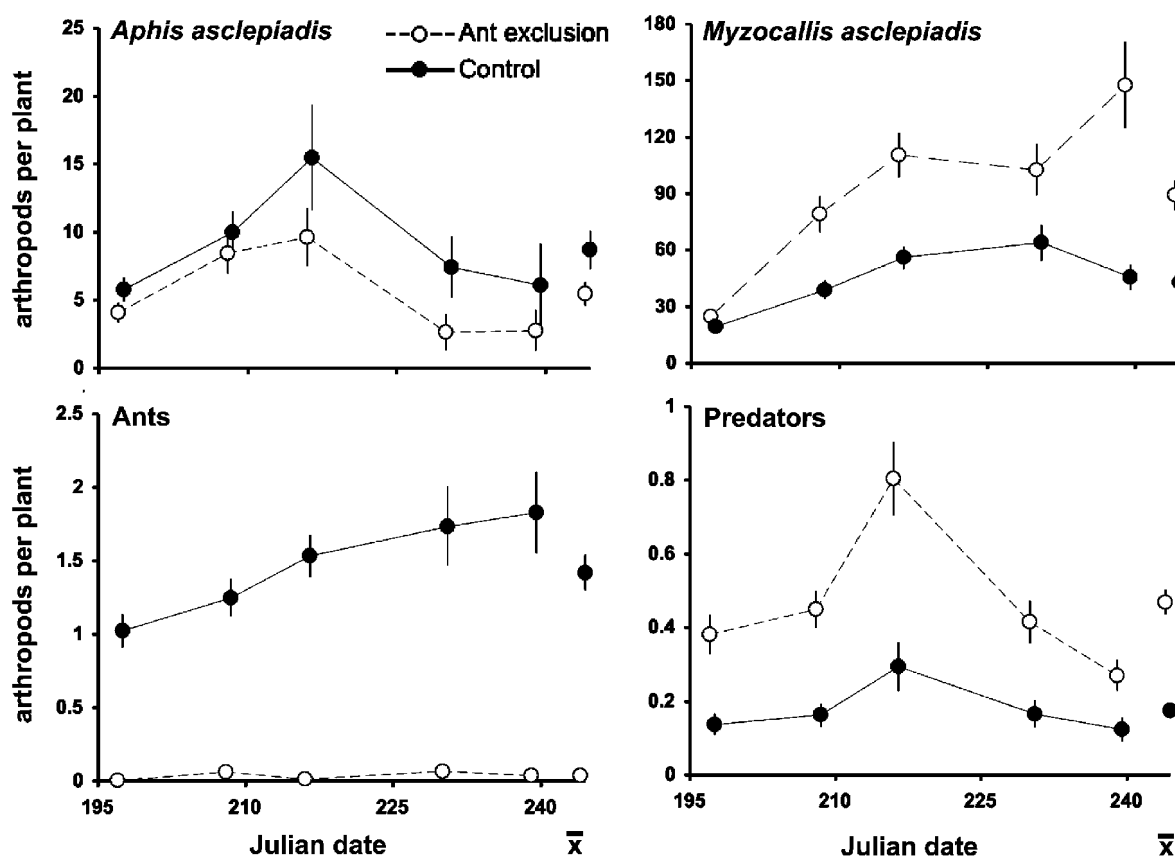 Aphis asclepiadis
Ant exclusion
Control
arthropods per plant
25
20
15
10
5
0
Myzocallis asclepiadis
180
150
120
90
60
30
0
Ants
arthropods per plant
2.5
2
1.5
1
0.5
0
195
210
225
240
Julian date
x̄
Predators
1
0.8
0.6
0.4
0.2
0
195
210
225
240
Julian date
x̄